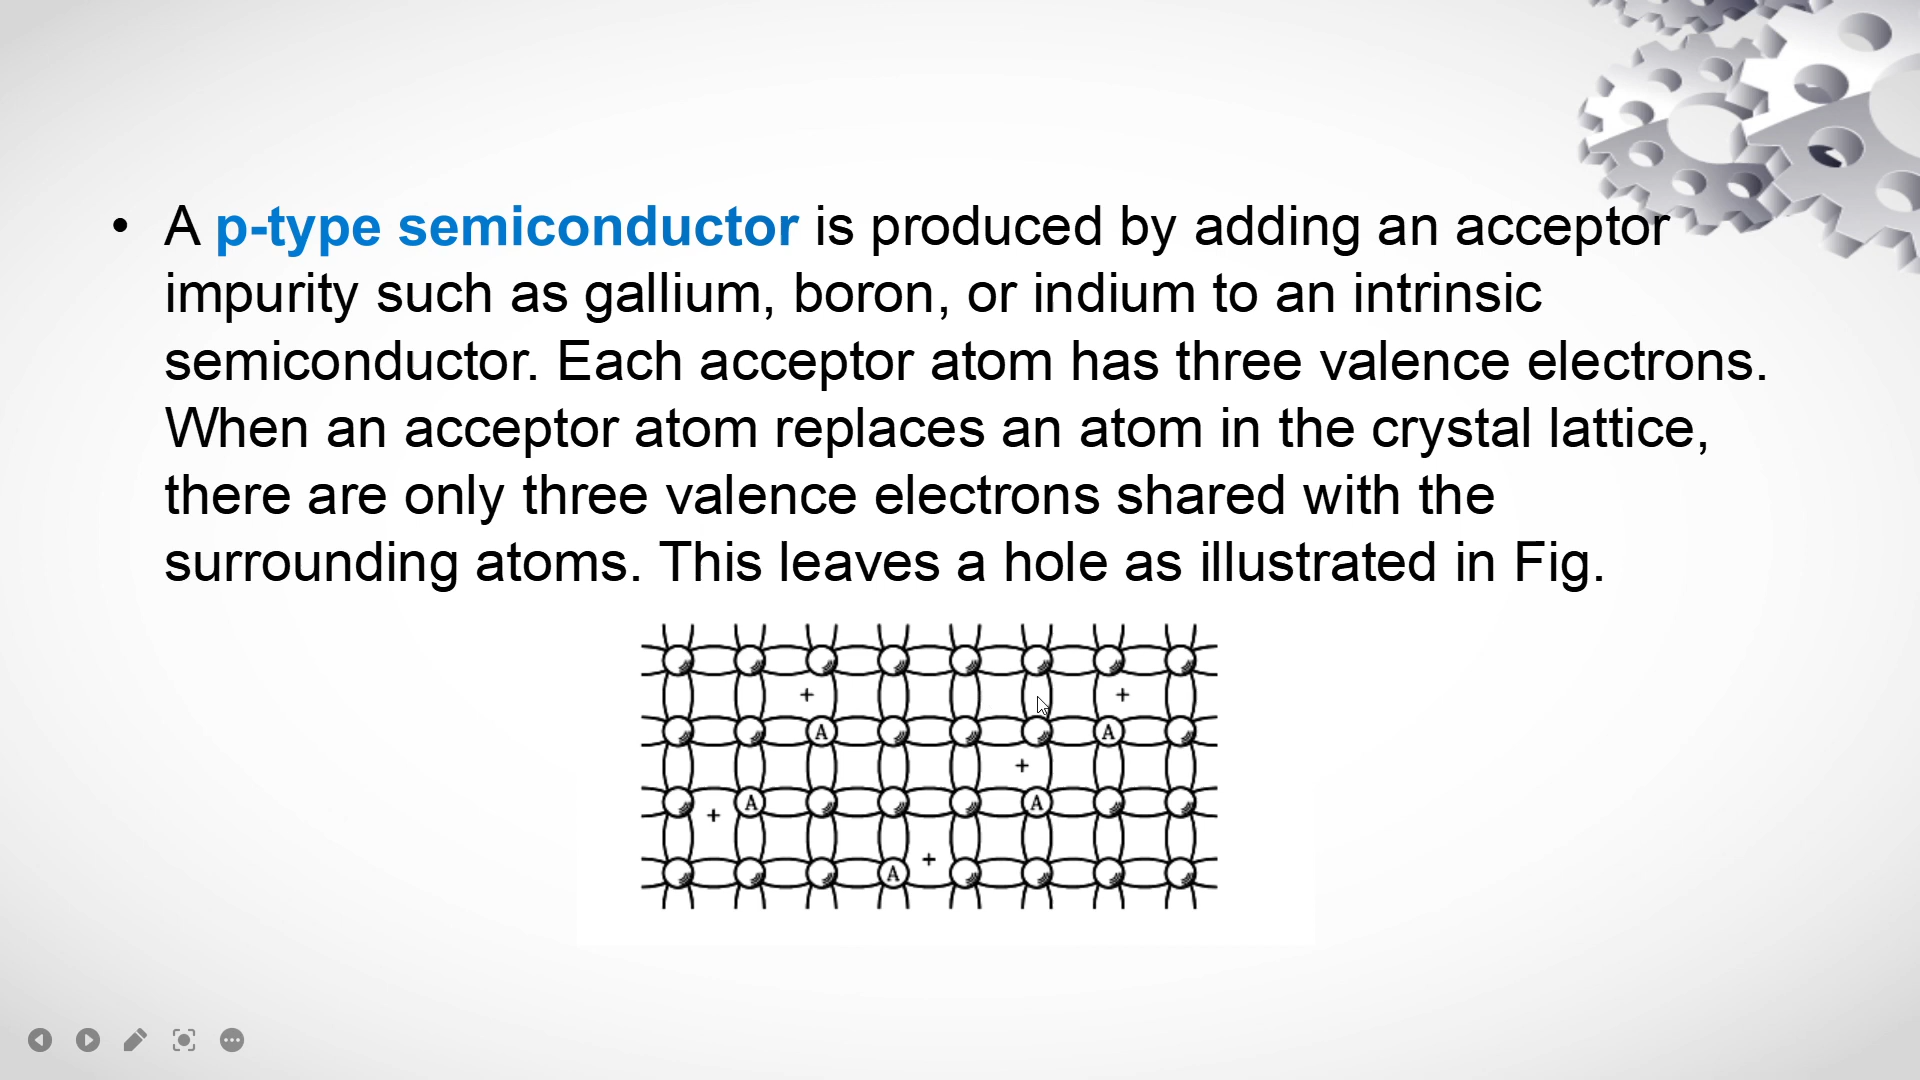 • A p-type semiconductor is produced by adding an acceptor
impurity such as gallium, boron, or indium to an intrinsic
semiconductor. Each acceptor atom has three valence electrons.
When an acceptor atom replaces an atom in the crystal lattice,
there are only three valence electrons shared with the
surrounding atoms. This leaves a hole as illustrated in Fig.
+ +
A A
+
+ A A
A +